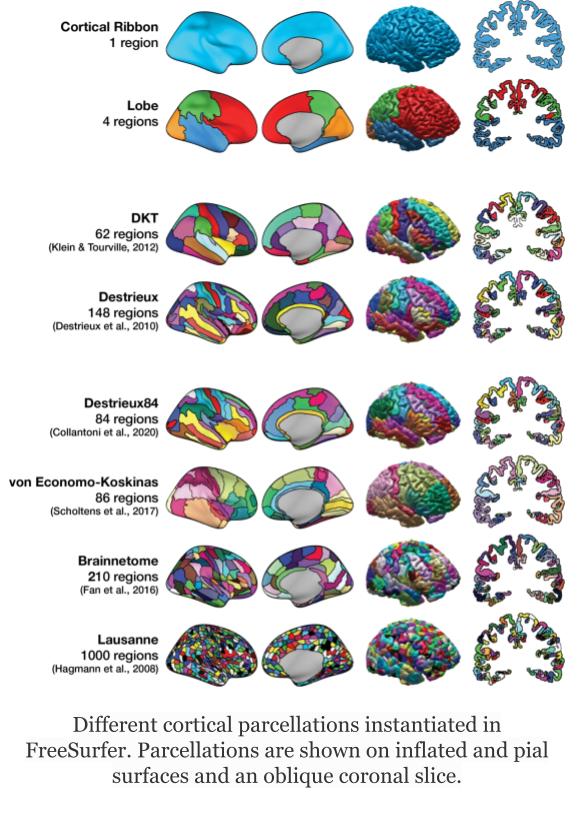 Cortical Ribbon
1 region
Lobe
4 regions
DKT
62 regions
(Klein & Tourville, 2012)
Destrieux
148 regions
(Destrieux et al., 2010)
Destrieux84
84 regions
(Collantoni et al., 2020)
von Economo-Koskinas
86 regions
(Scholtens et al., 2017)
Brainnetome
210 regions
(Fan et al., 2016)
Lausanne
1000 regions
(Hagmann et al., 2008)
Different cortical parcellations instantiated in
FreeSurfer. Parcellations are shown on inflated and pial
surfaces and an oblique coronal slice.